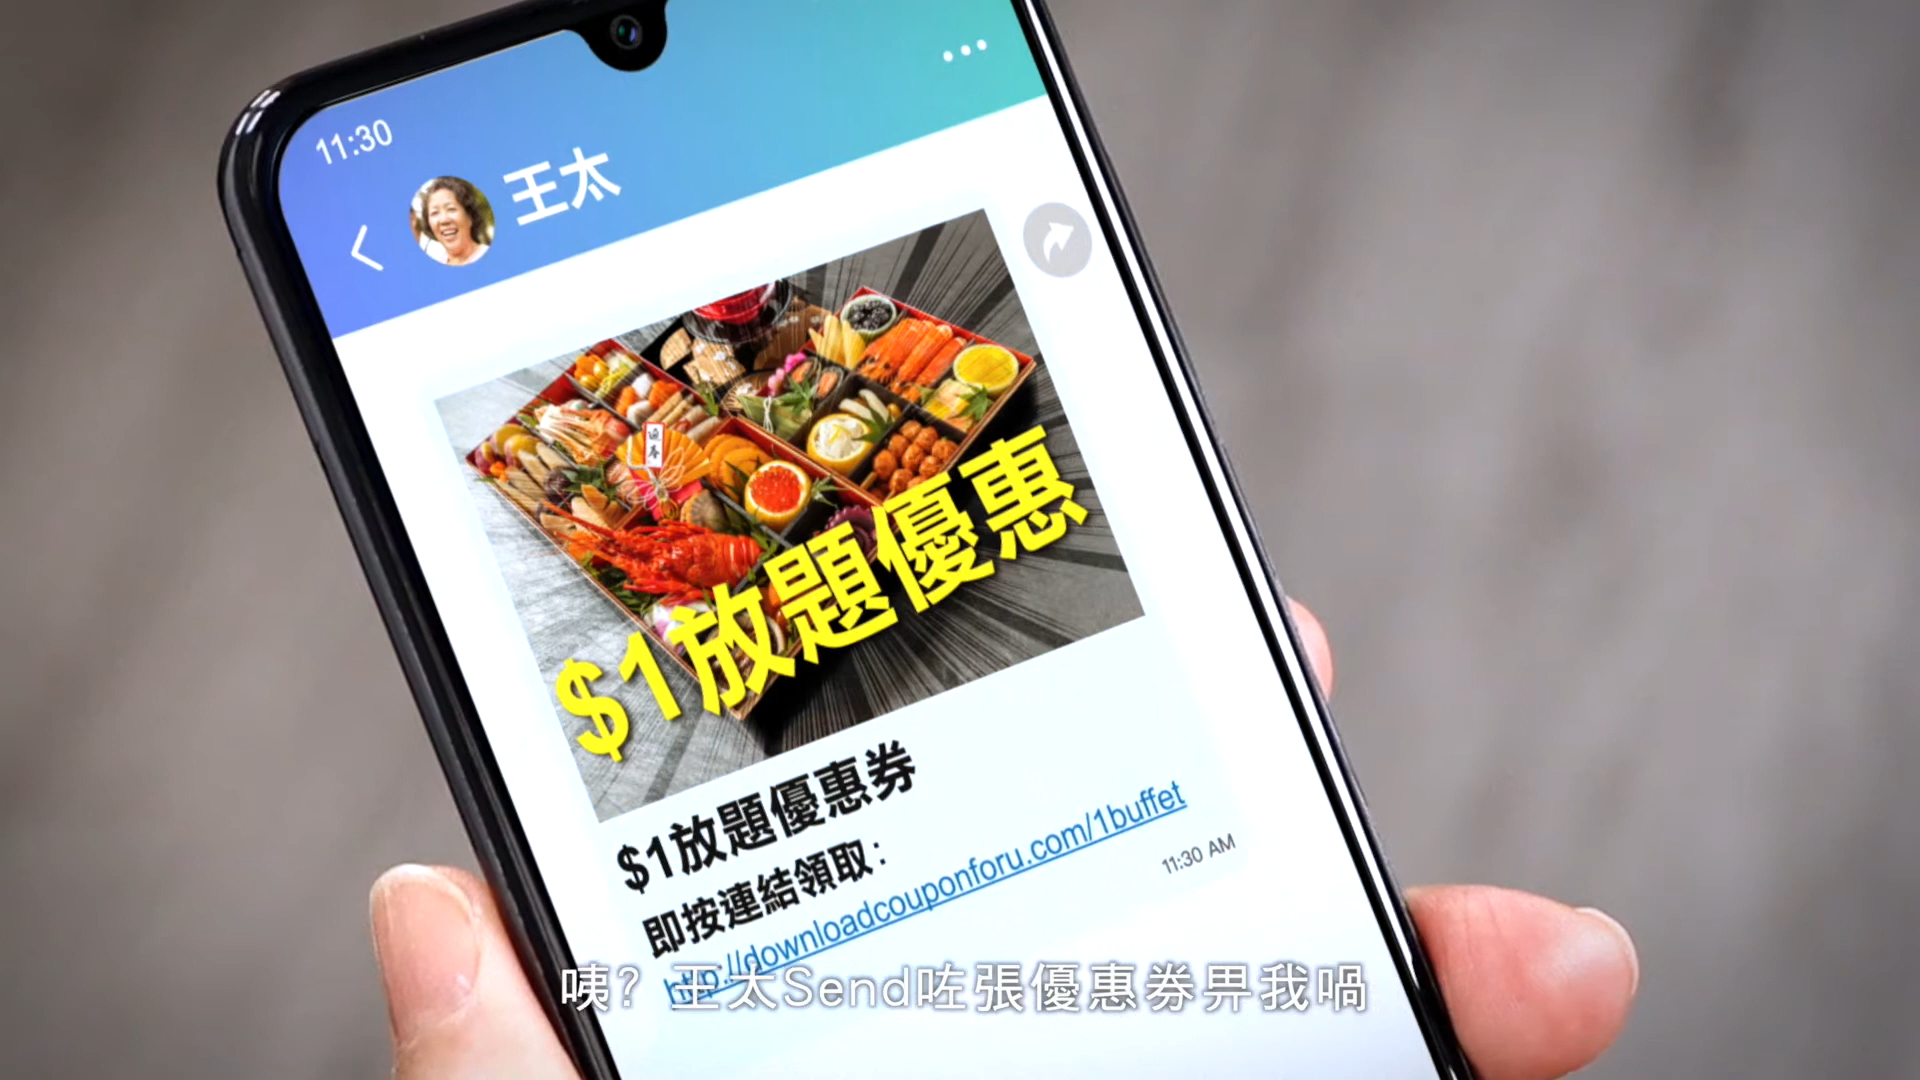 11:30
王太
迎春
$1放題優惠
$1放題優惠券
即按連結領取：
http://downloadcouponforu.com/1buffet
11:30 AM
咦? 王太Send咗張優惠券畀我喎